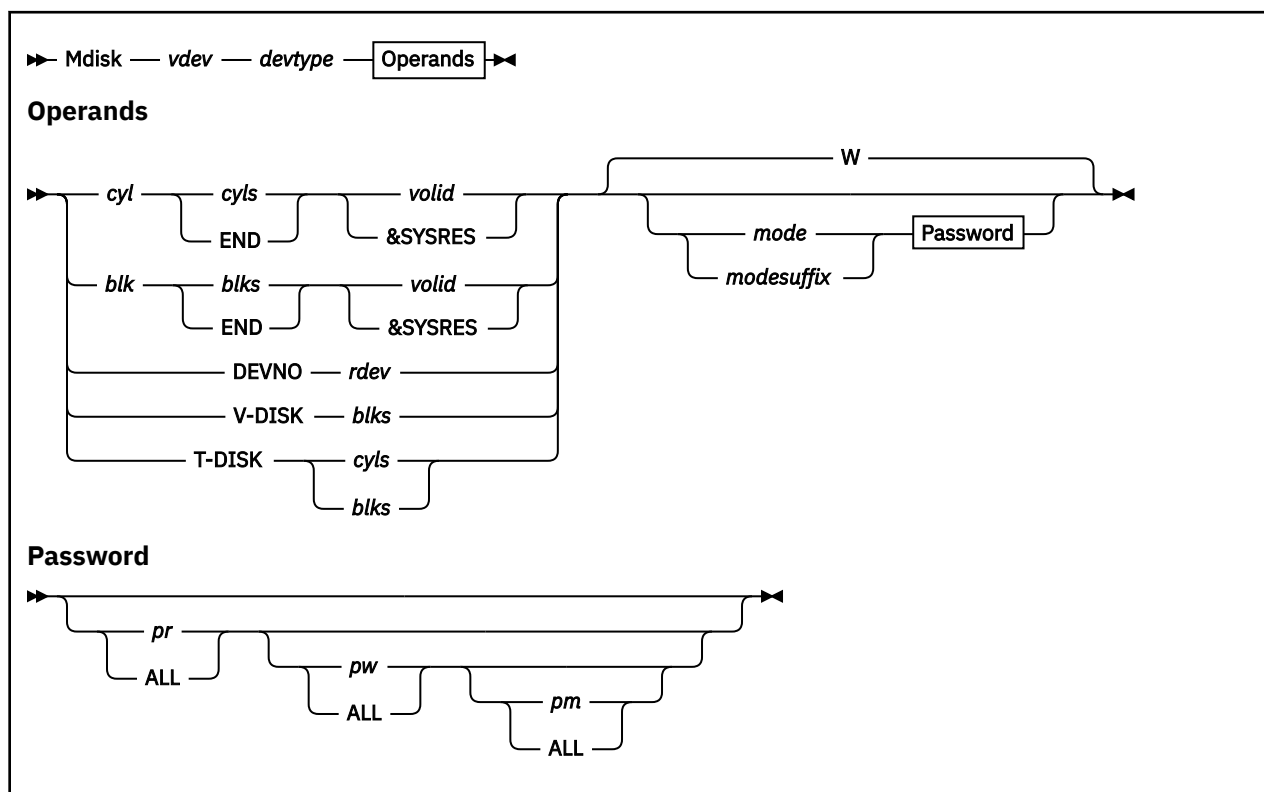 Mdisk vdev devtype Operands
Operands
W
cyl cyls volid
END &SYSRES
mode Password
modesuffix
blk blks volid
END &SYSRES
DEVNO rdev
V-DISK blks
T-DISK cyls
blks
Password
pr
ALL
pw
ALL
pm
ALL